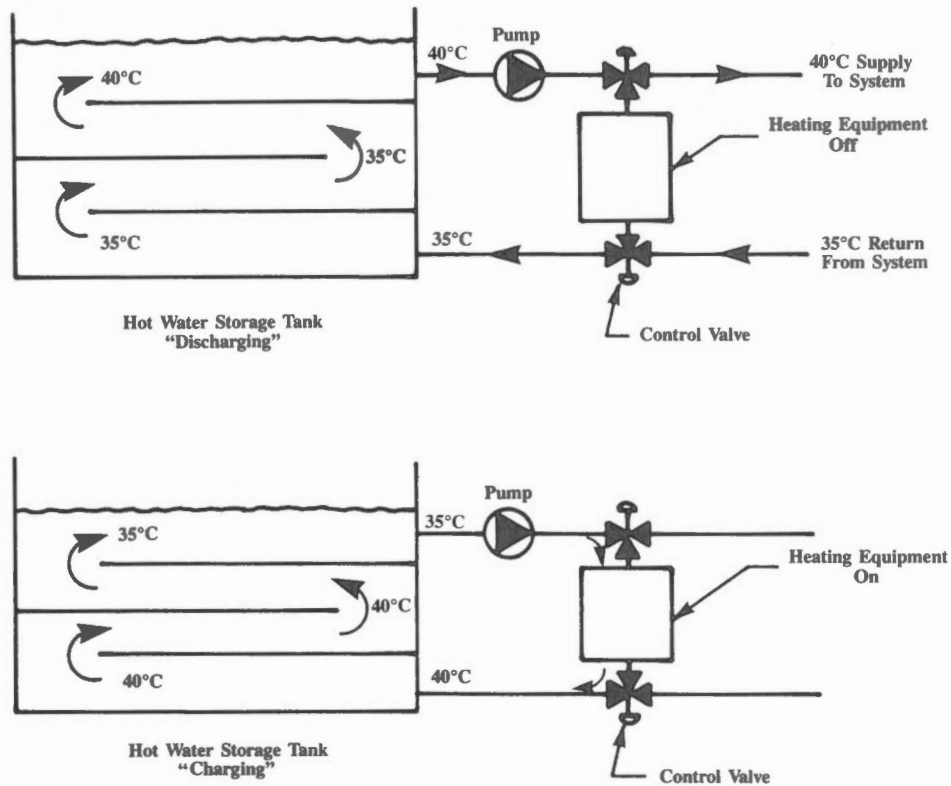 Pump
40°C
40°C
40°C Supply
To System
Heating Equipment
Off
35°C
35°C
35°C
35°C Return
From System
Hot Water Storage Tank
“Discharging”
Control Valve
Pump
35°C
35°C
Heating Equipment
On
40°C
40°C
40°C
Hot Water Storage Tank
“Charging”
Control Valve